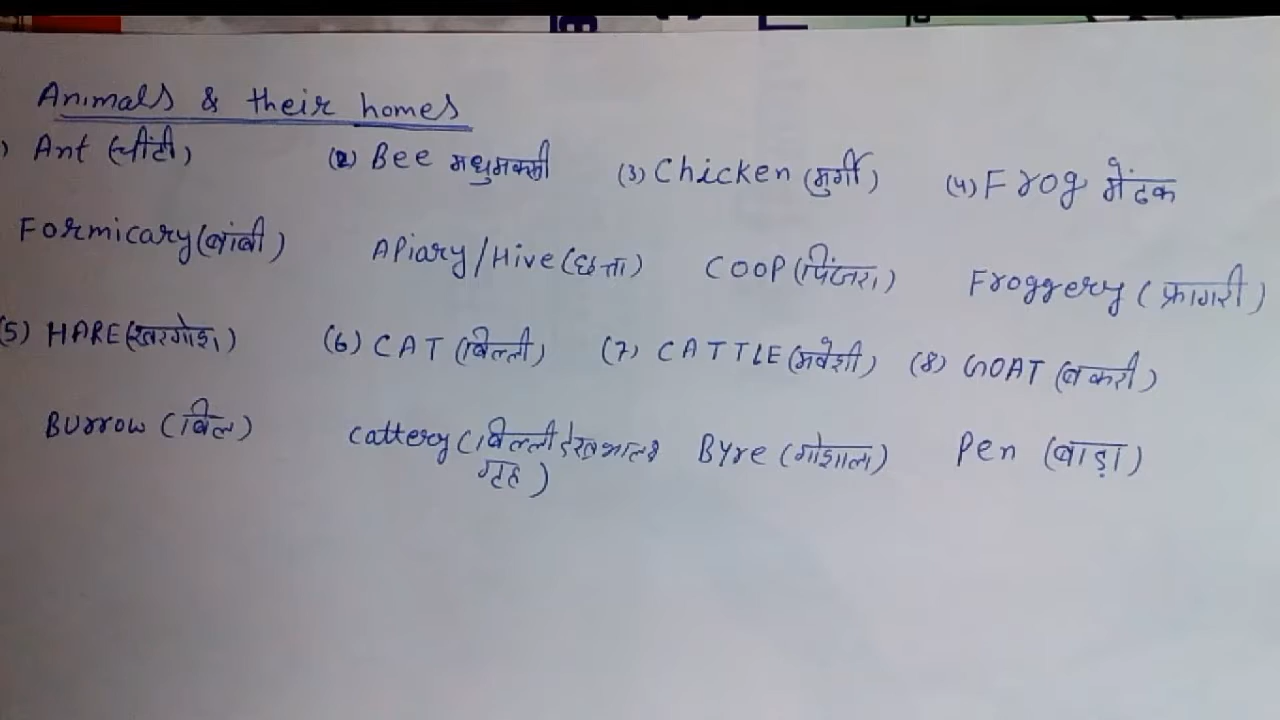 Animals & their homes
) Ant (चींटी) (2) Bee मधुमक्खी (3) Chicken (मुर्गी) (4) Frog मेंढक
Formicary (बांबी) Apiary/Hive (छत्ता) COOP (पिंजरा) Froggery (फ्रागरी)
(5) HARE (खरगोश) (6) CAT (बिल्ली) (7) CATTLE (मवेशी) (8) GOAT (बकरी)
Burrow (बिल) Cattery (बिल्ली देखभाल Byre (गोशाला) Pen (बाड़ा)
गृह)